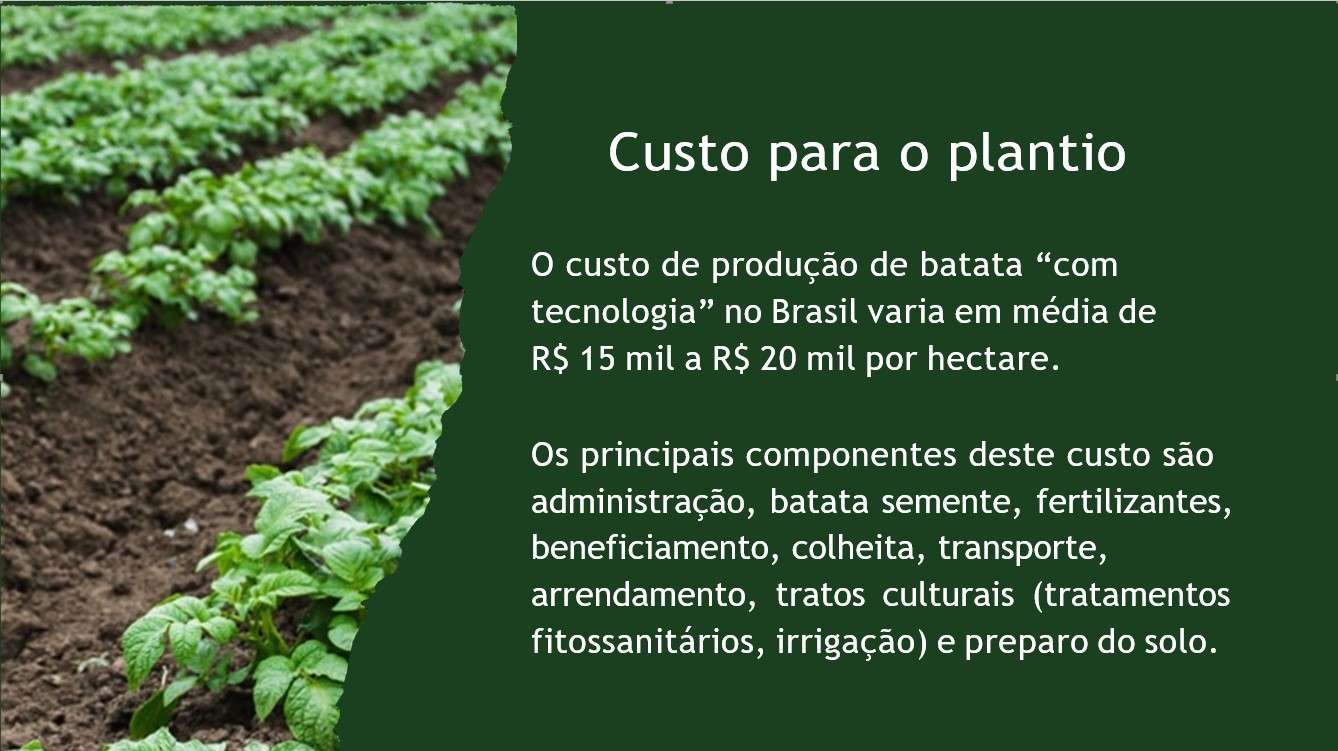 Custo para o plantio
O custo de produção de batata “com
tecnologia” no Brasil varia em média de
R$ 15 mil a R$ 20 mil por hectare.
Os principais componentes deste custo são
administração, batata semente, fertilizantes,
beneficiamento, colheita, transporte,
arrendamento, tratos culturais (tratamentos
fitossanitários, irrigação) e preparo do solo.